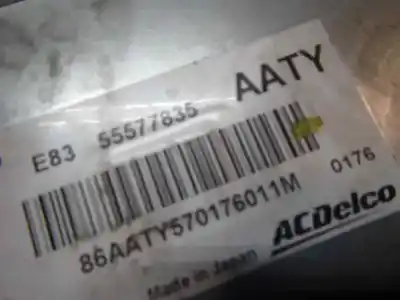 E83 55577835 AATY
86AATY570176011M 0176
ACDelco
Made in Japan